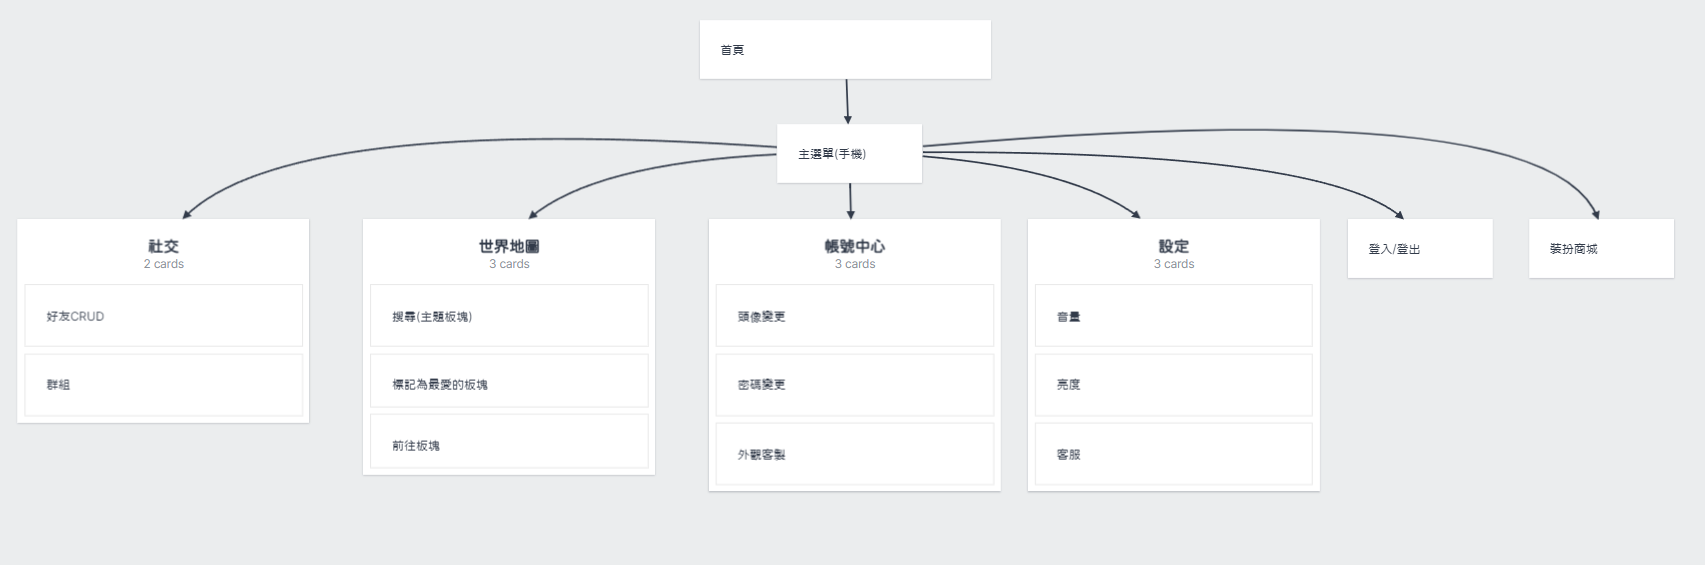 首頁
主選單(手機)
社交
2 cards
好友CRUD
群組
世界地圖
3 cards
搜尋(主題板塊)
標記為最愛的板塊
前往板塊
帳號中心
3 cards
頭像變更
密碼變更
外觀客製
設定
3 cards
音量
亮度
客服
登入/登出
裝扮商城